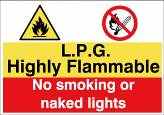 L.P.G.
Highly Flammable
No smoking or
naked lights